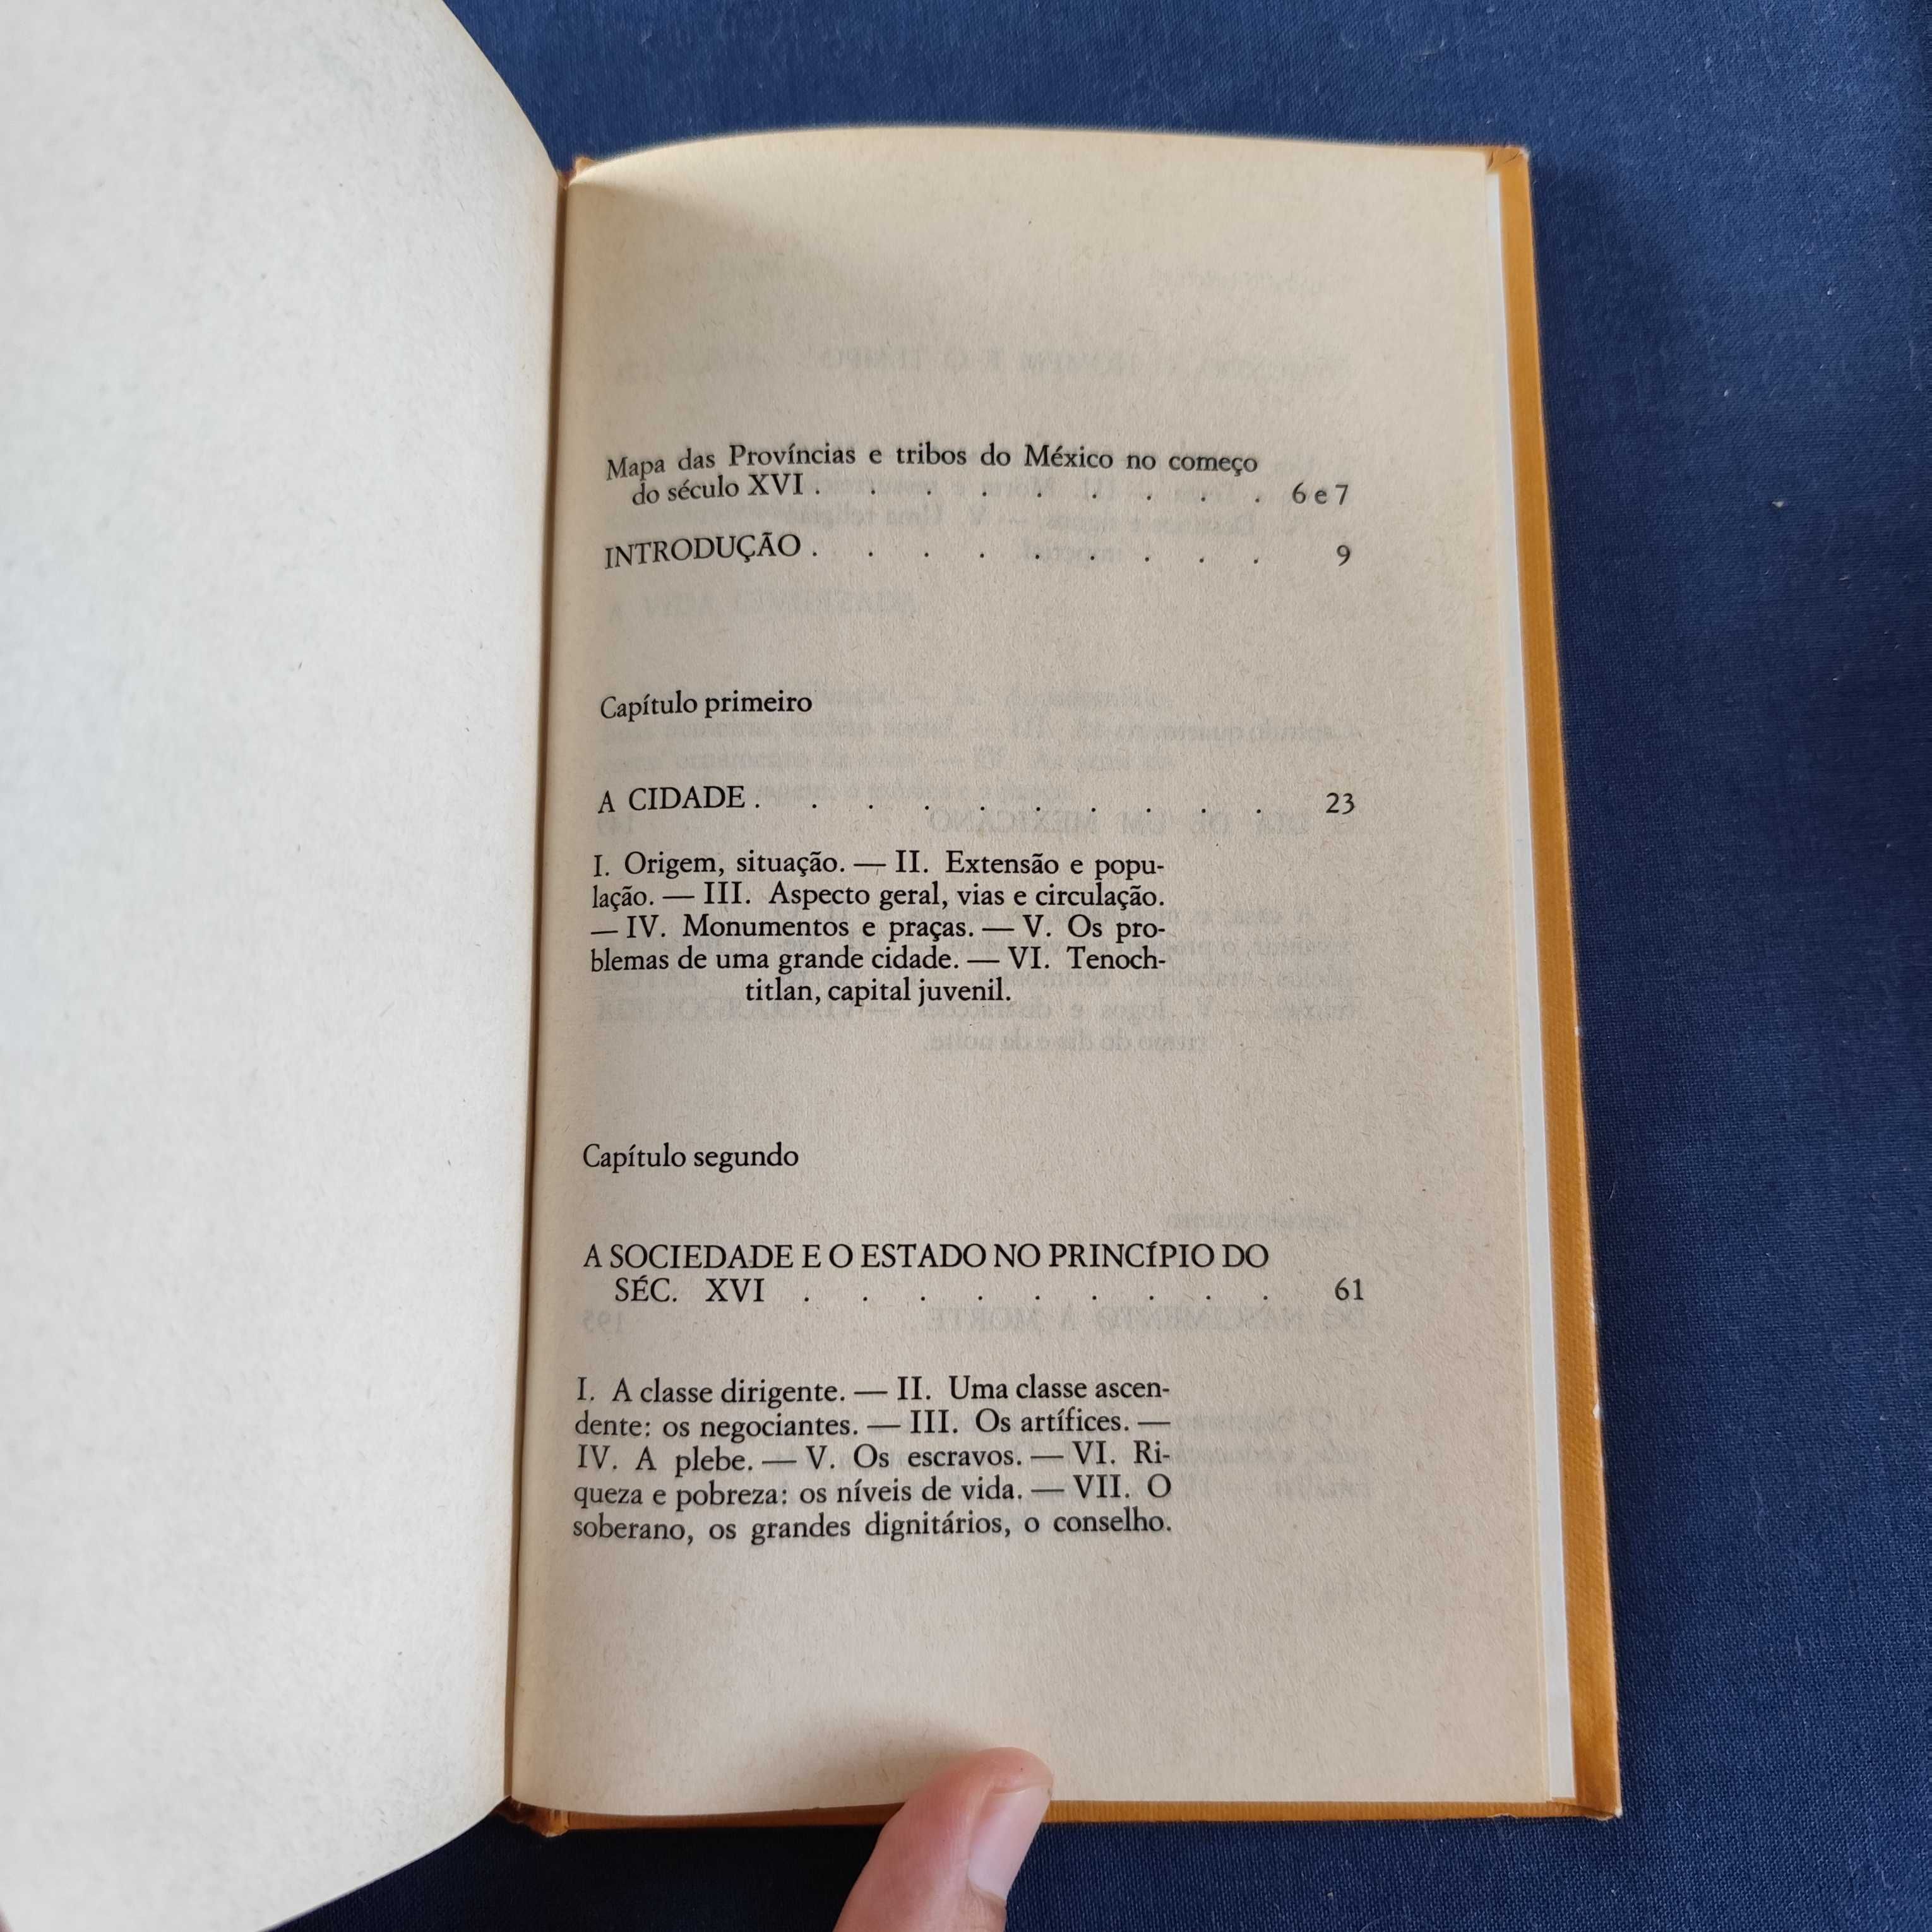 Mapa das Províncias e tribos do México no começo
do século XVI . . . . . . . . . 6 e 7
INTRODUÇÃO . . . . . . . . . 9
Capítulo primeiro
A CIDADE . . . . . . . . . . 23
I. Origem, situação. — II. Extensão e popu-
lação. — III. Aspecto geral, vias e circulação.
— IV. Monumentos e praças. — V. Os pro-
blemas de uma grande cidade. — VI. Tenoch-
titlan, capital juvenil.
Capítulo segundo
A SOCIEDADE E O ESTADO NO PRINCÍPIO DO
SÉC. XVI . . . . . . . . . 61
I. A classe dirigente. — II. Uma classe ascen-
dente: os negociantes. — III. Os artífices. —
IV. A plebe. — V. Os escravos. — VI. Ri-
queza e pobreza: os níveis de vida. — VII. O
soberano, os grandes dignitários, o conselho.